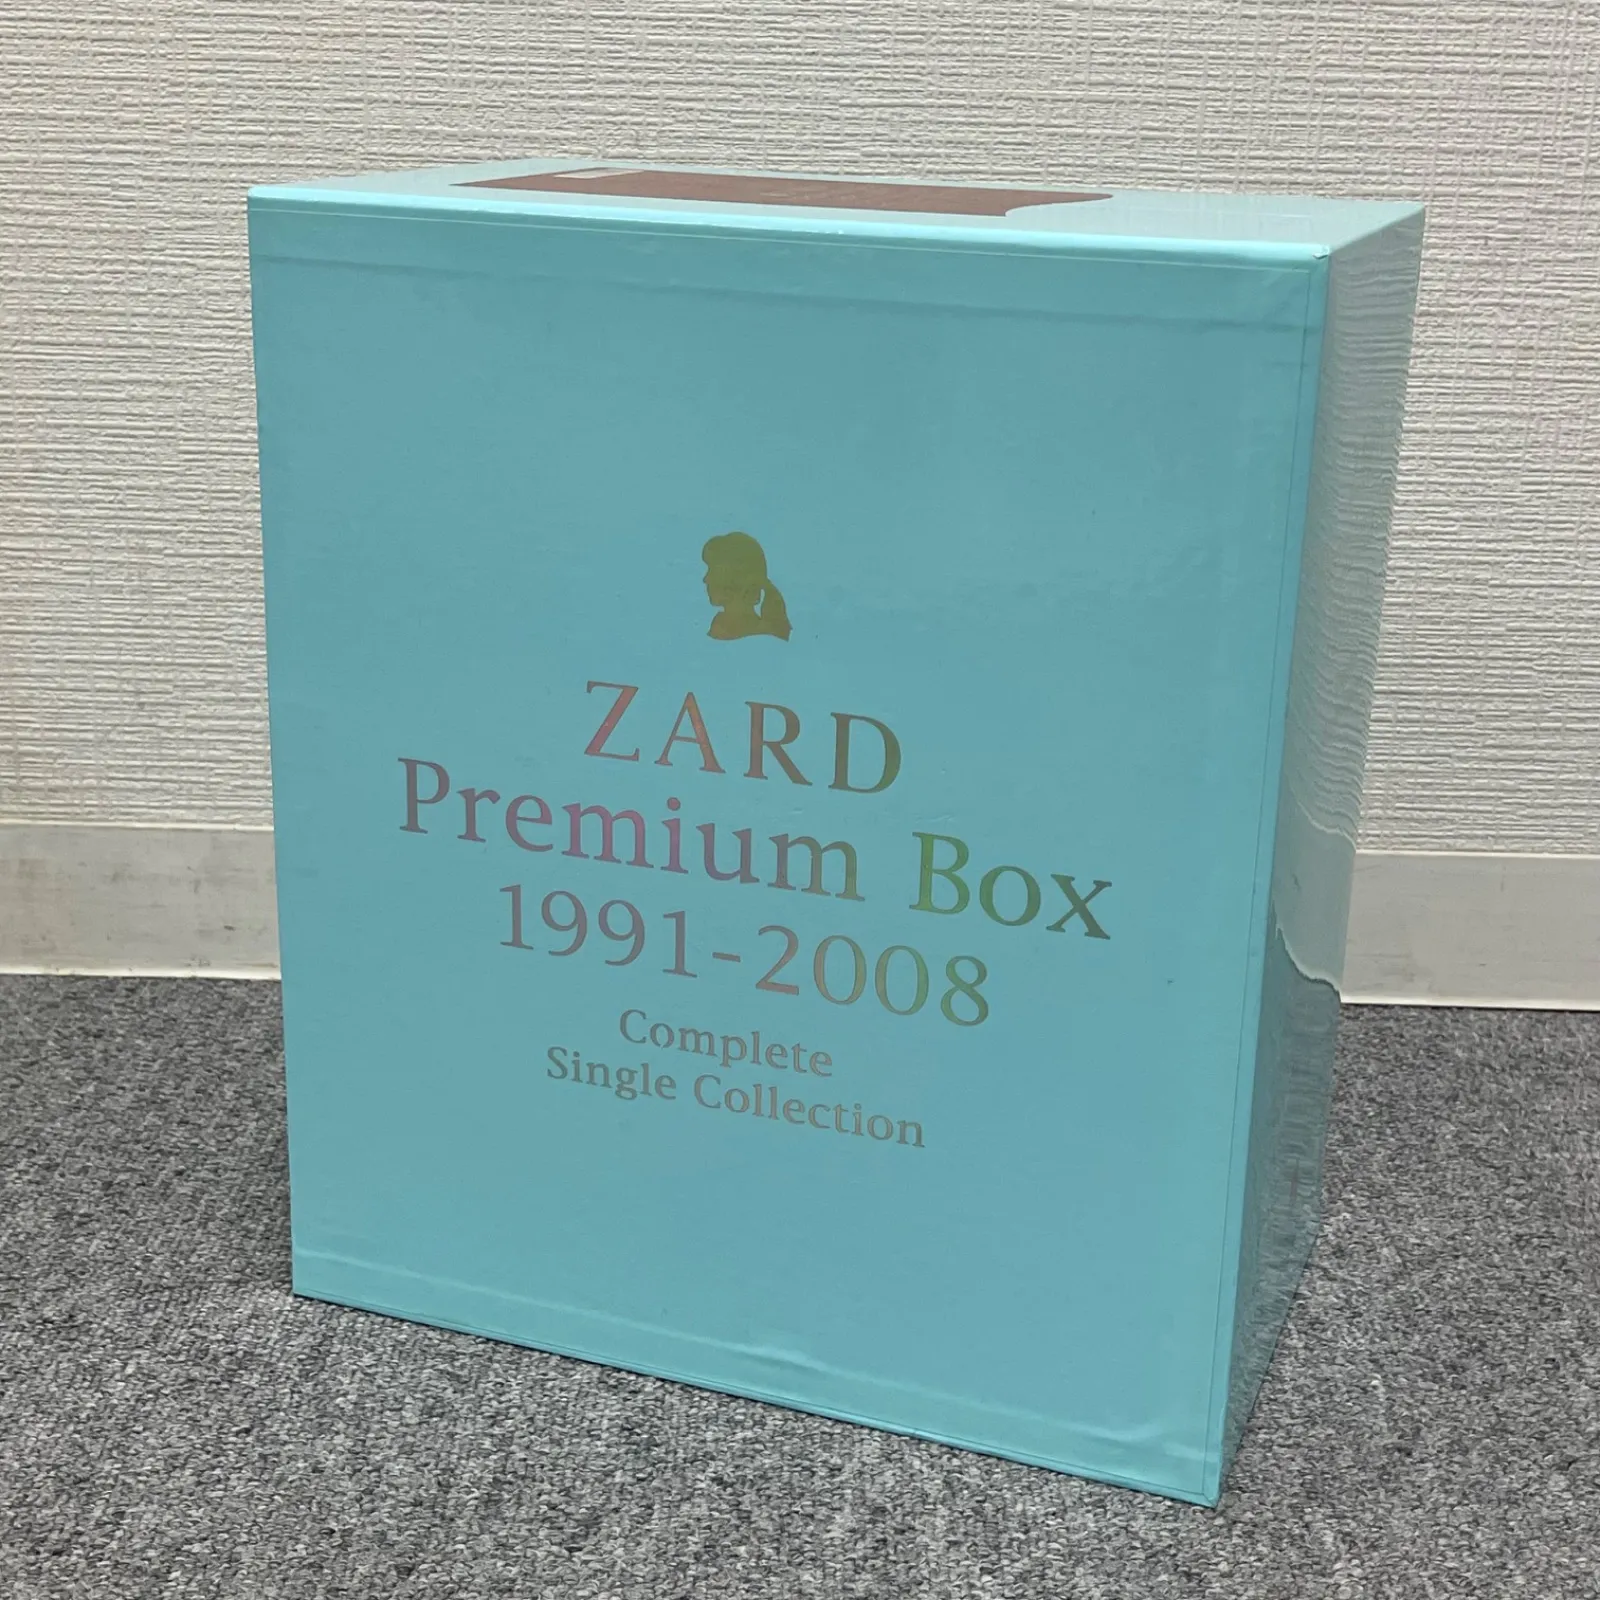 ZARD
Premium Box
1991-2008
Complete
Single Collection